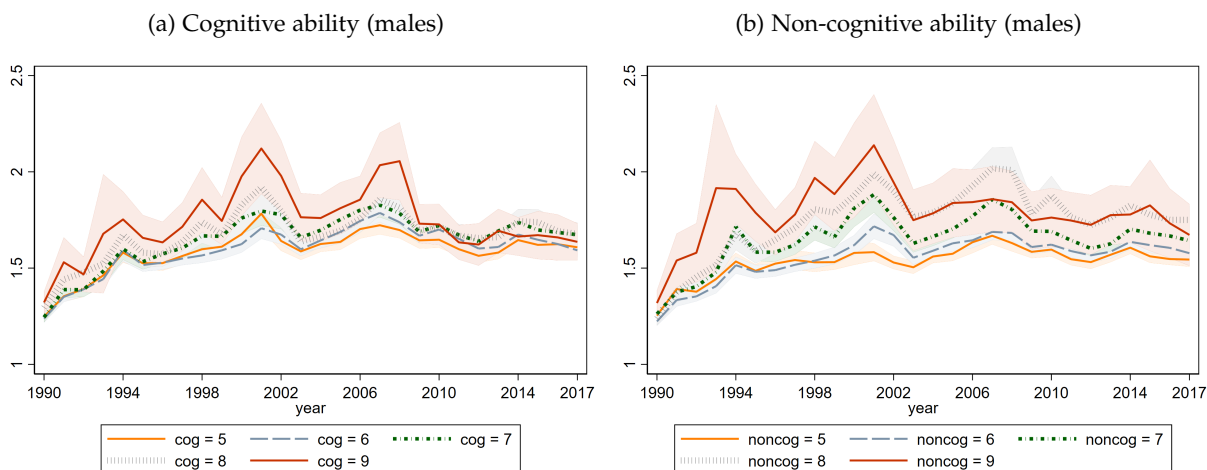 (a) Cognitive ability (males)
2.5
2
1.5
1
1990 1994 1998 2002 2006 2010 2014 2017
year
cog = 5 cog = 6 cog = 7
cog = 8 cog = 9
(b) Non-cognitive ability (males)
2.5
2
1.5
1
1990 1994 1998 2002 2006 2010 2014 2017
year
noncog = 5 noncog = 6 noncog = 7
noncog = 8 noncog = 9